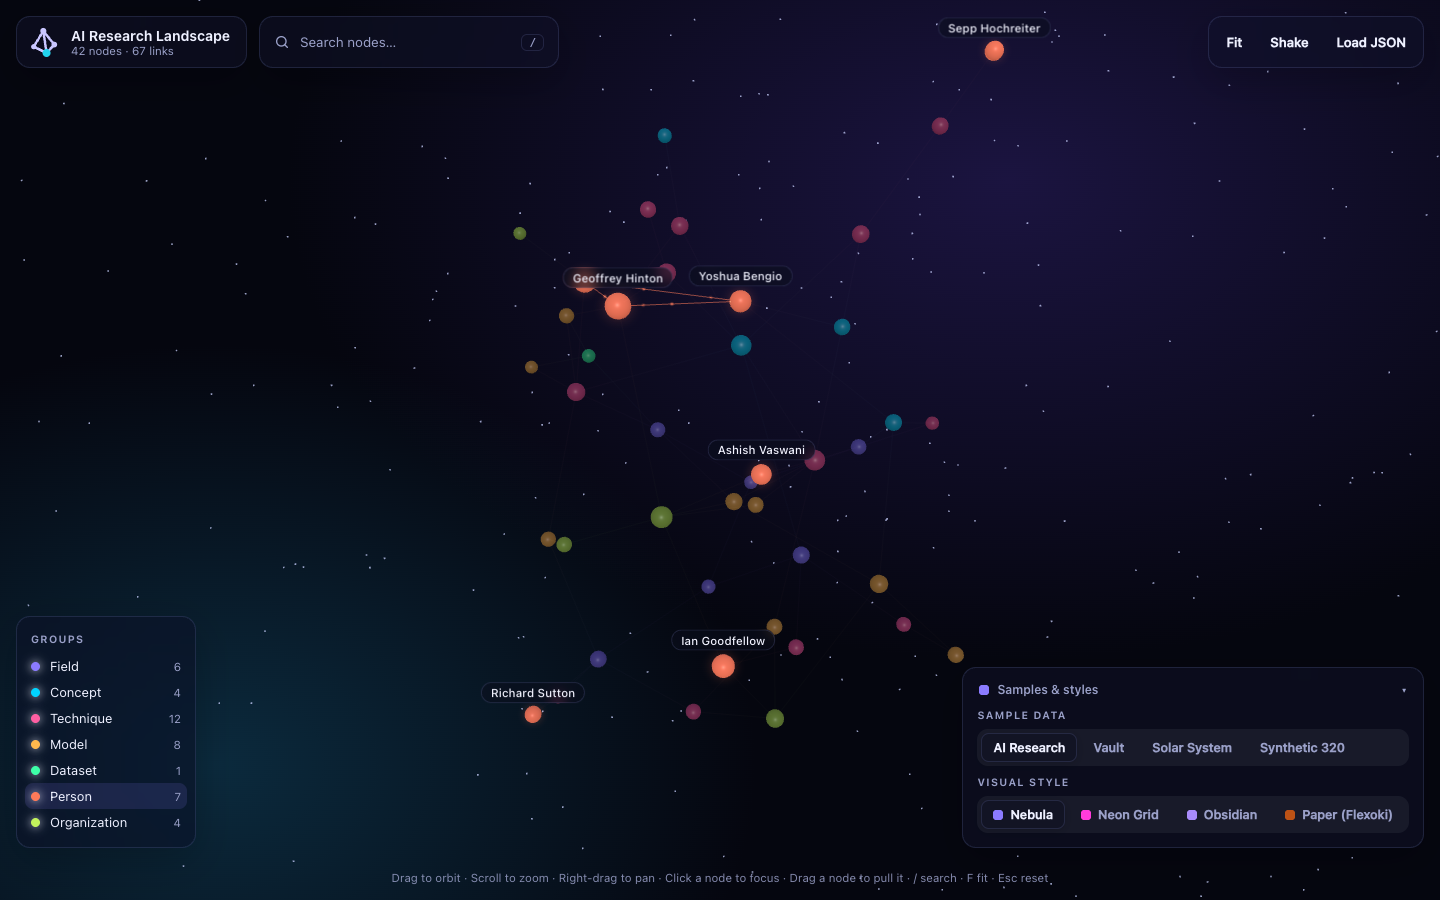 AI Research Landscape
42 nodes · 67 links
Search nodes...
/
Fit
Shake
Load JSON
Sepp Hochreiter
Geoffrey Hinton
Yoshua Bengio
Ashish Vaswani
Ian Goodfellow
Richard Sutton
GROUPS
Field 6
Concept 4
Technique 12
Model 8
Dataset 1
Person 7
Organization 4
Samples & styles
SAMPLE DATA
AI Research Vault Solar System Synthetic 320
VISUAL STYLE
Nebula Neon Grid Obsidian Paper (Flexoki)
Drag to orbit · Scroll to zoom · Right-drag to pan · Click a node to focus · Drag a node to pull it · / search · F fit · Esc reset